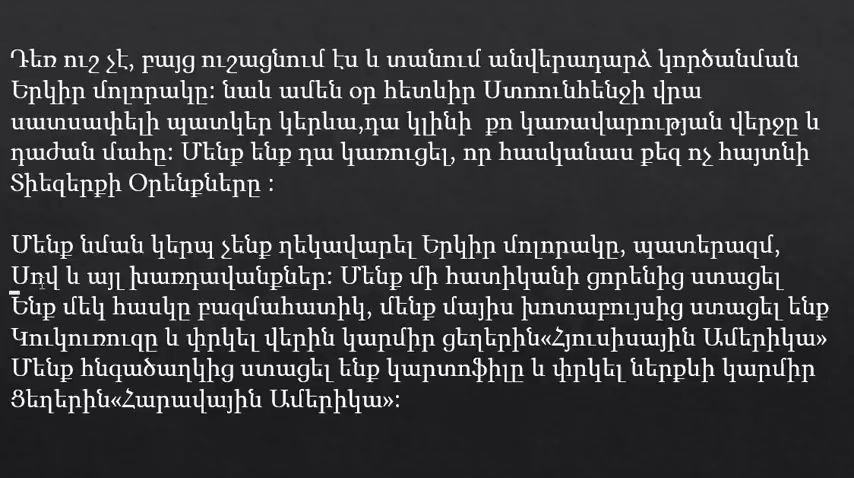 Դեռ ուշ չէ, բայց ուշացնում էս և տանում անվերադարձ կործանման
Երկիր մոլորակը: նաև ամեն օր հետևիր Ստոունհենջի վրա
սատսափելի պատկեր կերևա,դա կլինի քո կառավարության վերջը և
դաժան մահը: Մենք ենք դա կառուցել, որ հասկանաս քեզ ոչ հայտնի
Տիեզերքի Օրենքները :
Մենք նման կերպ չենք ղեկավարել Երկիր մոլորակը, պատերազմ,
Սով և այլ խառդավանքներ: Մենք մի հատիկանի ցորենից ստացել
Ենք մեկ հասկը բազմահատիկ, մենք մայիս խոտաբույսից ստացել ենք
Կուկուռուզը և փրկել վերին կարմիր ցեղերին«Հյուսիսային Ամերիկա»
Մենք հնգածաղկից ստացել ենք կարտոֆիլը և փրկել ներքևի կարմիր
Ցեղերին«Հարավային Ամերիկա»: